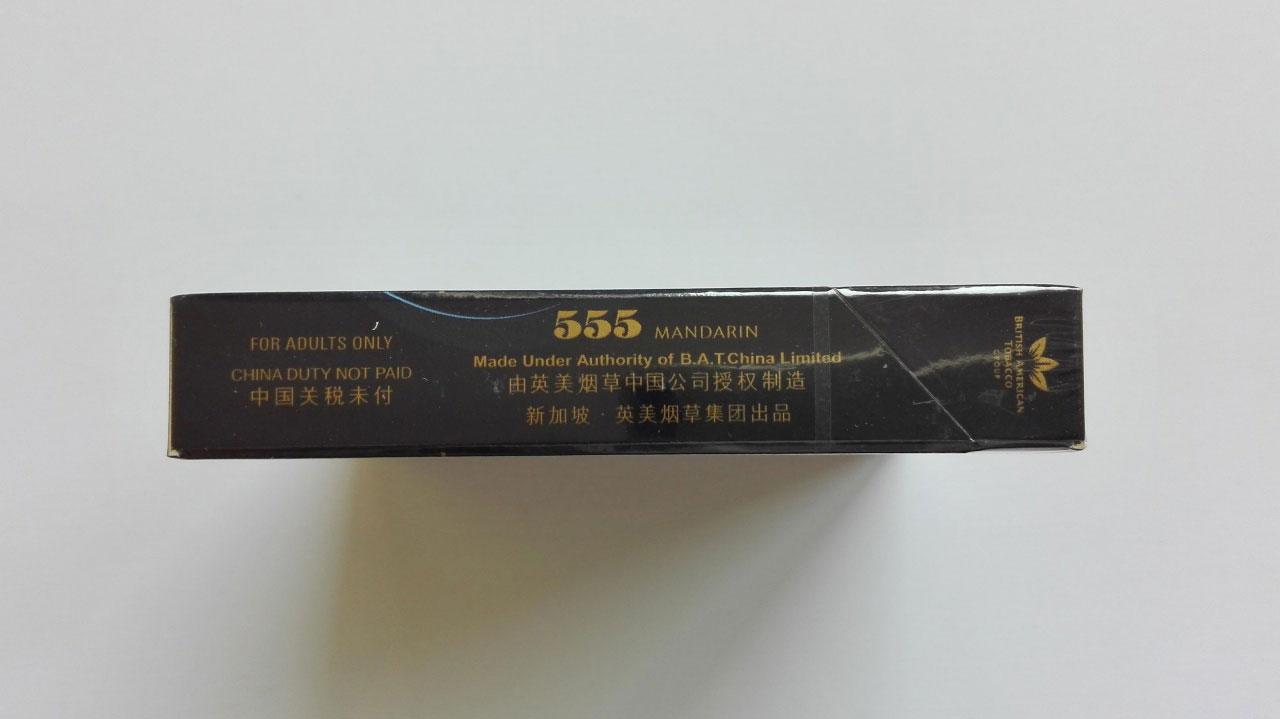 FOR ADULTS ONLY
CHINA DUTY NOT PAID
中国关税未付
555 MANDARIN
Made Under Authority of B.A.T.China Limited
由英美烟草中国公司授权制造
新加坡·英美烟草集团出品
BRITISH AMERICAN
TOBACCO
GROUP